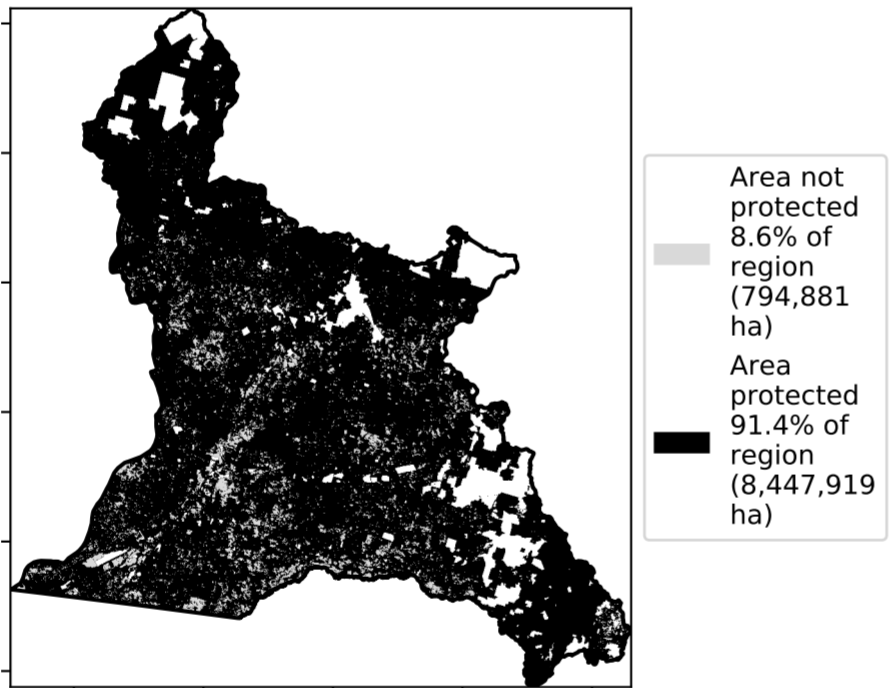 Area not
protected
8.6% of
region
(794,881
ha)
Area
protected
91.4% of
region
(8,447,919
ha)